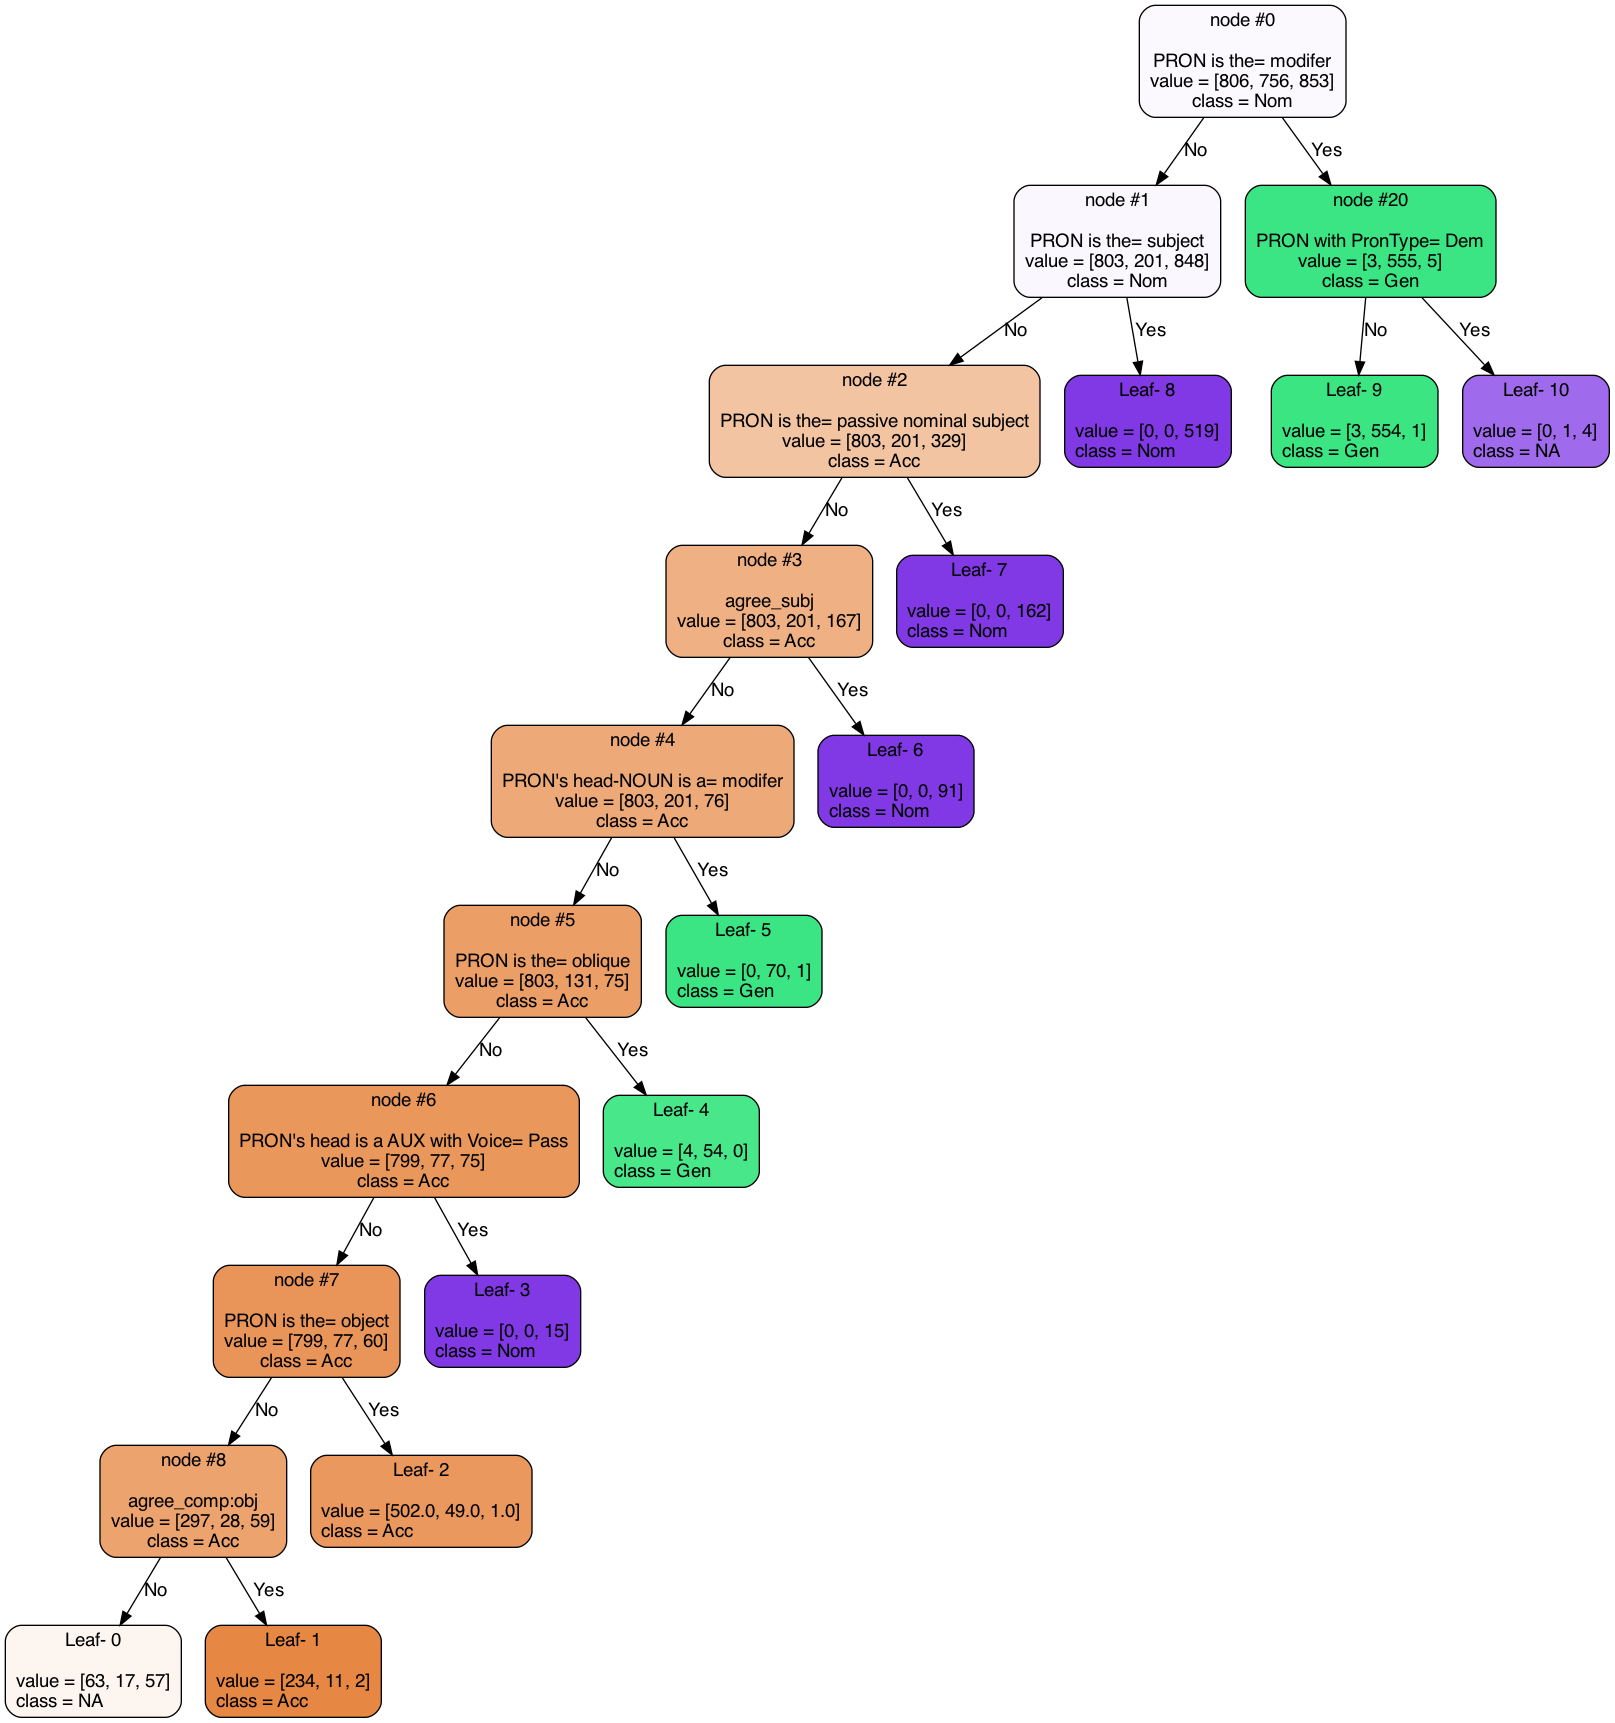 node #0
PRON is the= modifer
value = [806, 756, 853]
class = Nom
No
Yes
node #1
PRON is the= subject
value = [803, 201, 848]
class = Nom
node #20
PRON with PronType= Dem
value = [3, 555, 5]
class = Gen
No
Yes
No
Yes
node #2
PRON is the= passive nominal subject
value = [803, 201, 329]
class = Acc
Leaf- 8
value = [0, 0, 519]
class = Nom
Leaf- 9
value = [3, 554, 1]
class = Gen
Leaf- 10
value = [0, 1, 4]
class = NA
No
Yes
node #3
agree_subj
value = [803, 201, 167]
class = Acc
Leaf- 7
value = [0, 0, 162]
class = Nom
No
Yes
node #4
PRON's head-NOUN is a= modifer
value = [803, 201, 76]
class = Acc
Leaf- 6
value = [0, 0, 91]
class = Nom
No
Yes
node #5
PRON is the= oblique
value = [803, 131, 75]
class = Acc
Leaf- 5
value = [0, 70, 1]
class = Gen
No
Yes
node #6
PRON's head is a AUX with Voice= Pass
value = [799, 77, 75]
class = Acc
Leaf- 4
value = [4, 54, 0]
class = Gen
No
Yes
node #7
PRON is the= object
value = [799, 77, 60]
class = Acc
Leaf- 3
value = [0, 0, 15]
class = Nom
No
Yes
node #8
agree_comp:obj
value = [297, 28, 59]
class = Acc
Leaf- 2
value = [502.0, 49.0, 1.0]
class = Acc
No
Yes
Leaf- 0
value = [63, 17, 57]
class = NA
Leaf- 1
value = [234, 11, 2]
class = Acc